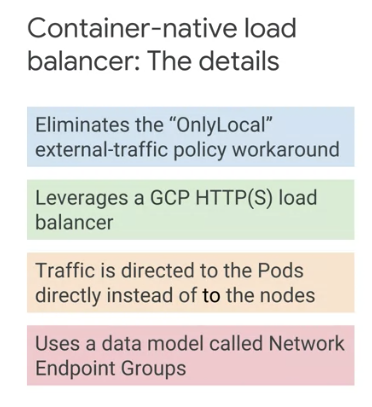 Container-native load
balancer: The details
Eliminates the “OnlyLocal”
external-traffic policy workaround
Leverages a GCP HTTP(S) load
balancer
Traffic is directed to the Pods
directly instead of to the nodes
Uses a data model called Network
Endpoint Groups